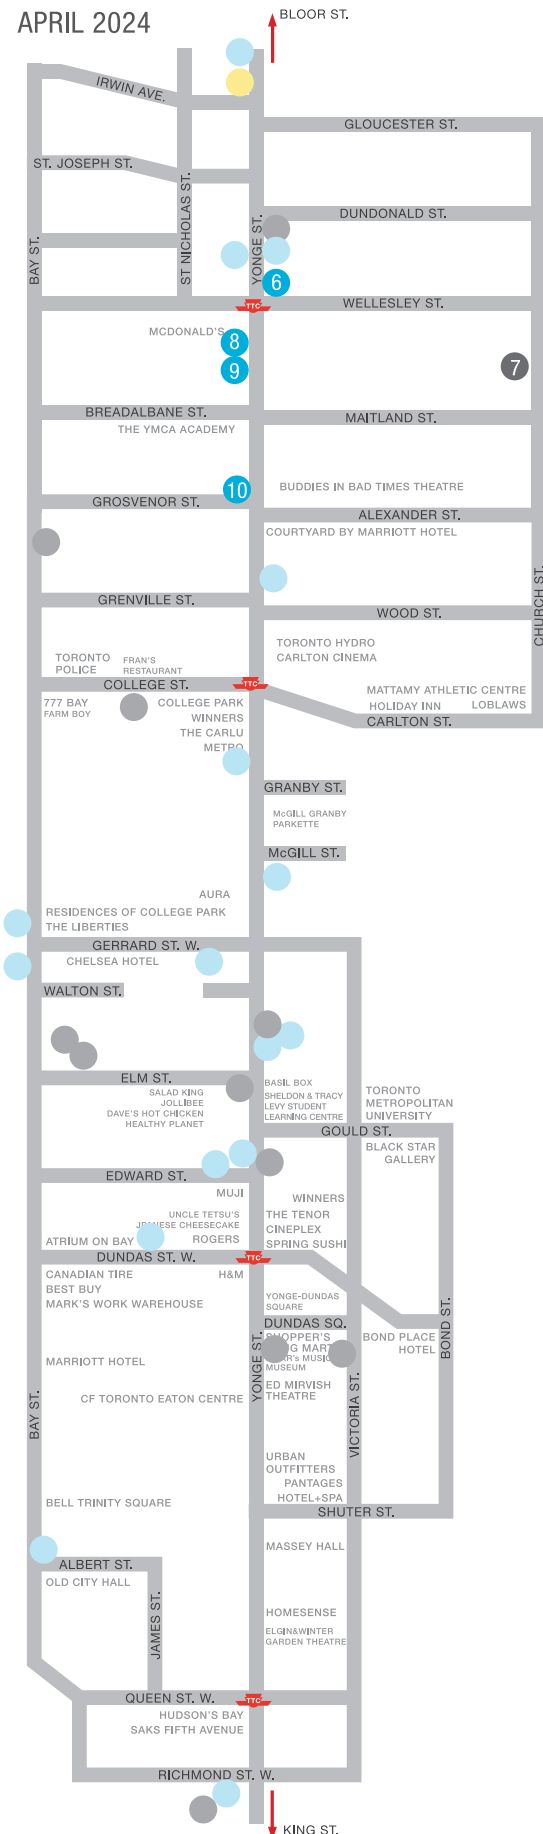 APRIL 2024
BLOOR ST.
IRWIN AVE.
GLOUCESTER ST.
ST. JOSEPH ST.
ST NICHOLAS ST.
DUNDONALD ST.
BAY ST.
YONGE ST.
6
TTC
WELLESLEY ST.
MCDONALD'S
8
9
7
BREADALBANE ST.
MAITLAND ST.
THE YMCA ACADEMY
10
BUDDIES IN BAD TIMES THEATRE
GROSVENOR ST.
ALEXANDER ST.
COURTYARD BY MARRIOTT HOTEL
CHURCH ST.
GRENVILLE ST.
WOOD ST.
TORONTO HYDRO
CARLTON CINEMA
TORONTO
POLICE
FRAN'S
RESTAURANT
COLLEGE ST.
TTC
MATTAMY ATHLETIC CENTRE
HOLIDAY INN
LOBLAWS
CARLTON ST.
777 BAY
FARM BOY
COLLEGE PARK
WINNERS
THE CARLU
METRO
GRANBY ST.
McGILL GRANBY
PARKETTE
McGILL ST.
AURA
RESIDENCES OF COLLEGE PARK
THE LIBERTIES
GERRARD ST. W.
CHELSEA HOTEL
WALTON ST.
ELM ST.
BASIL BOX
SHELDON & TRACY
LEVY STUDENT
LEARNING CENTRE
TORONTO
METROPOLITAN
UNIVERSITY
SALAD KING
JOLLIBEE
DAVE'S HOT CHICKEN
HEALTHY PLANET
GOULD ST.
BLACK STAR
GALLERY
EDWARD ST.
MUJI
WINNERS
UNCLE TETSU'S
CHEESECAKE
THE TENOR
CINEPLEX
SPRING SUSHI
ATRIUM ON BAY
ROGERS
DUNDAS ST. W.
TTC
CANADIAN TIRE
BEST BUY
MARK'S WORK WAREHOUSE
H&M
YONGE-DUNDAS
SQUARE
DUNDAS SQ.
BOND ST.
BOND PLACE
HOTEL
MUSEUM
YONGE ST.
VICTORIA ST.
MARRIOTT HOTEL
BAY ST.
CF TORONTO EATON CENTRE
ED MIRVISH
THEATRE
URBAN
OUTFITTERS
PANTAGES
HOTEL+SPA
BELL TRINITY SQUARE
SHUTER ST.
MASSEY HALL
ALBERT ST.
OLD CITY HALL
JAMES ST.
HOMESENSE
ELGIN&WINTER
GARDEN THEATRE
QUEEN ST. W.
TTC
HUDSON'S BAY
SAKS FIFTH AVENUE
RICHMOND ST. W.
KING ST.